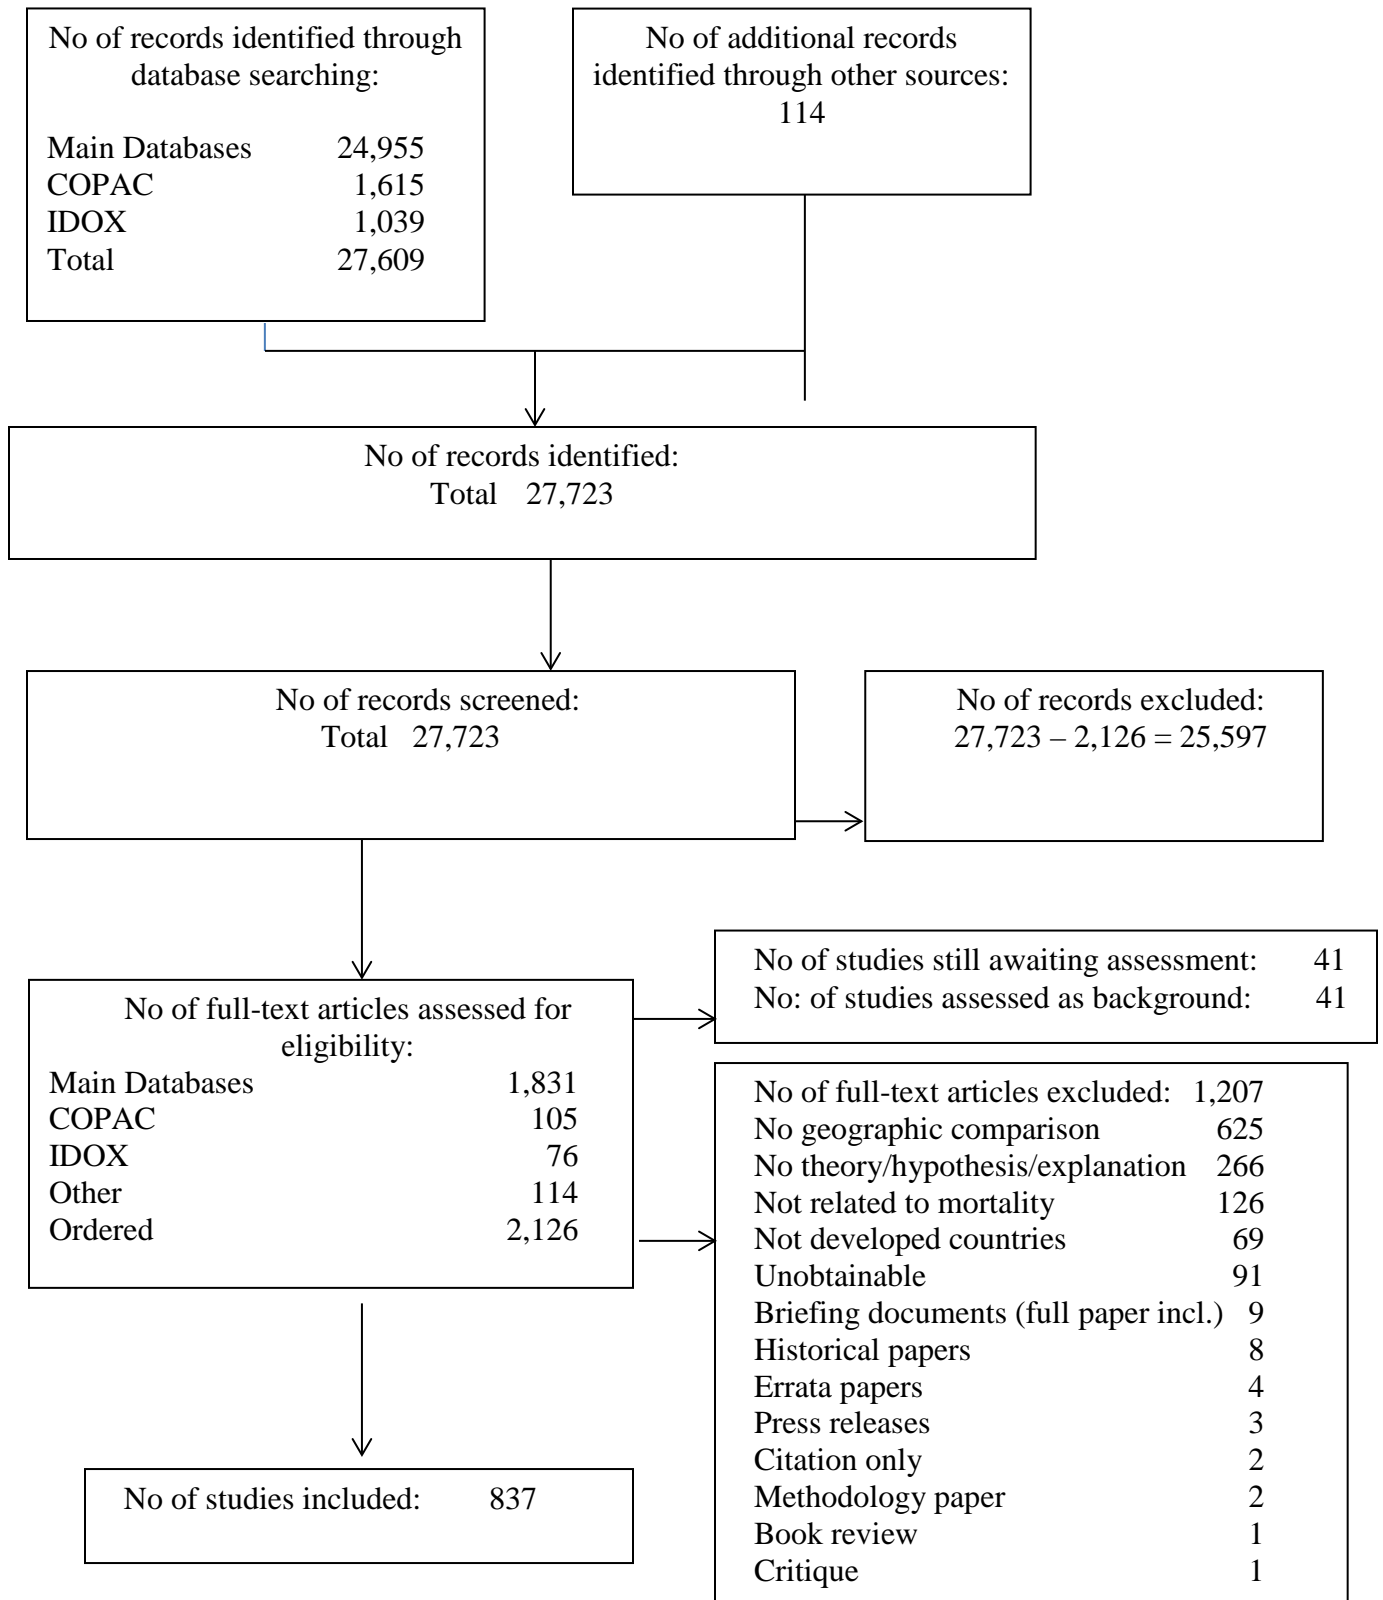 No of records identified through
database searching:
Main Databases 24,955
COPAC 1,615
IDOX 1,039
Total 27,609
No of additional records
identified through other sources:
114
No of records identified:
Total 27,723
No of records screened:
Total 27,723
No of records excluded:
27,723 – 2,126 = 25,597
No of full-text articles assessed for
eligibility:
Main Databases 1,831
COPAC 105
IDOX 76
Other 114
Ordered 2,126
No of studies still awaiting assessment: 41
No: of studies assessed as background: 41
No of full-text articles excluded: 1,207
No geographic comparison 625
No theory/hypothesis/explanation 266
Not related to mortality 126
Not developed countries 69
Unobtainable 91
Briefing documents (full paper incl.) 9
Historical papers 8
Errata papers 4
Press releases 3
Citation only 2
Methodology paper 2
Book review 1
Critique 1
No of studies included: 837